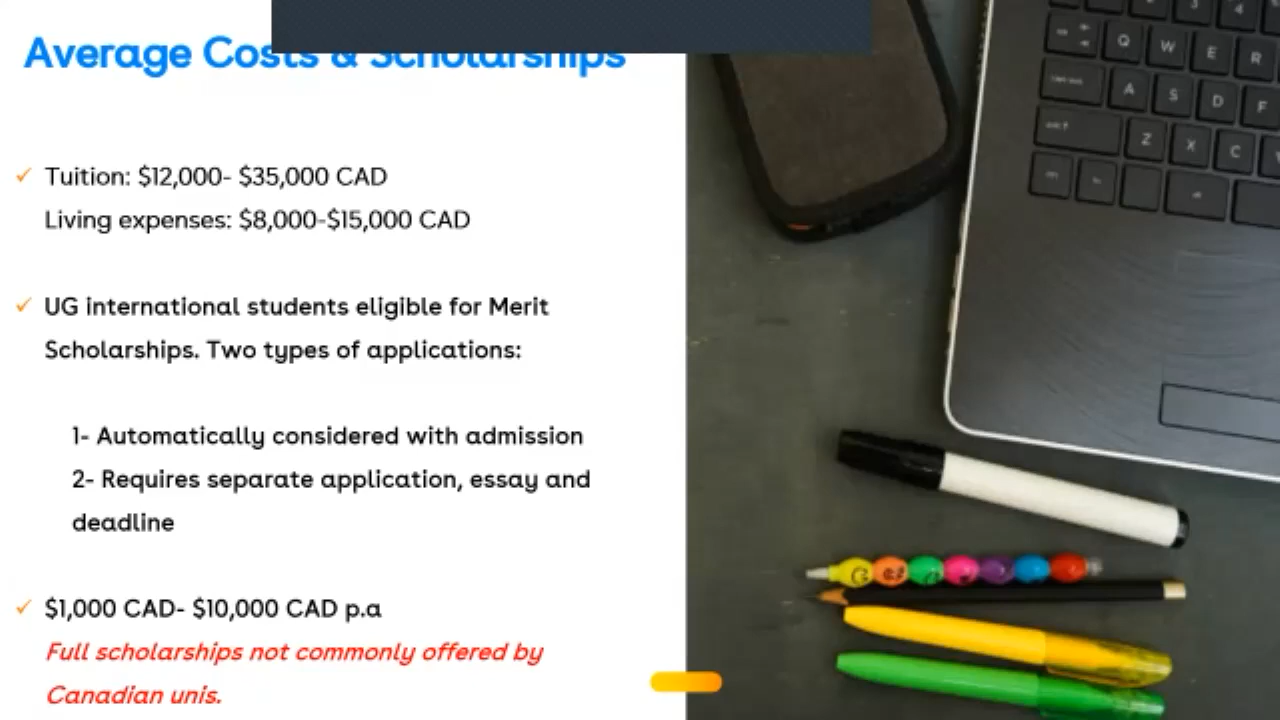 Average Costs & Scholarships
✓ Tuition: $12,000- $35,000 CAD
Living expenses: $8,000-$15,000 CAD
✓ UG international students eligible for Merit
Scholarships. Two types of applications:
1- Automatically considered with admission
2- Requires separate application, essay and
deadline
✓ $1,000 CAD- $10,000 CAD p.a
Full scholarships not commonly offered by
Canadian unis.
3 4
Q W E R
A S D F
Z X C